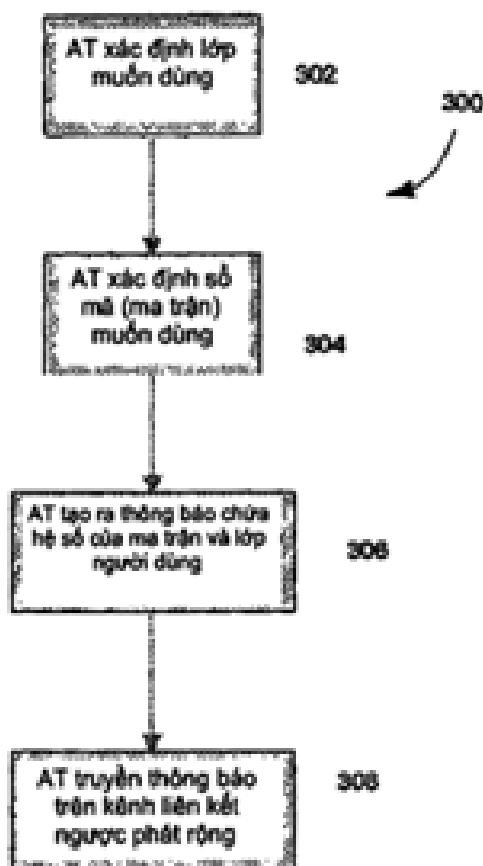 AT xác định lớp
muốn dùng
302
300
AT xác định số
mã (ma trận)
muốn dùng
304
AT tạo ra thông báo chứa
hệ số của ma trận và lớp
người dùng
306
AT truyền thông báo
trên kênh liên kết
ngược phát rộng
308